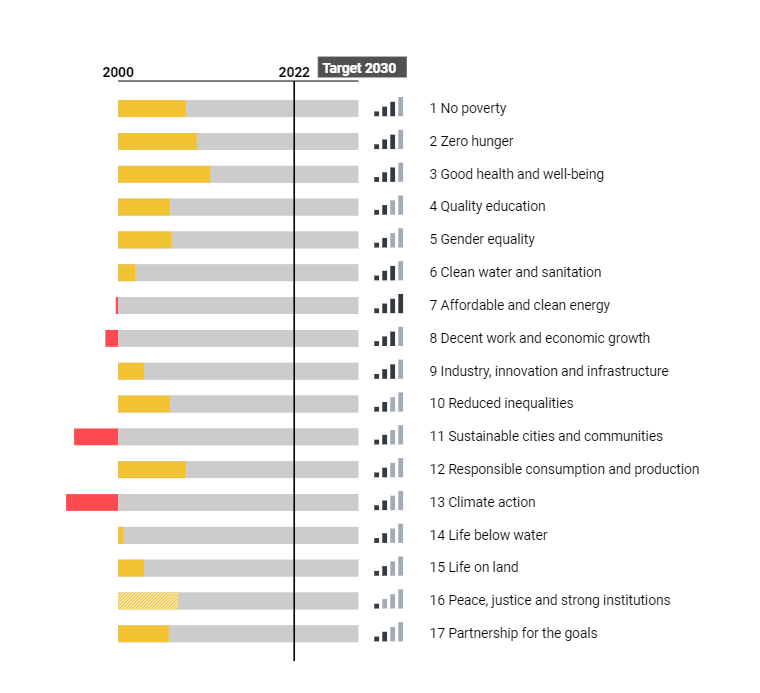 2000
2022
Target 2030
1 No poverty
2 Zero hunger
3 Good health and well-being
4 Quality education
5 Gender equality
6 Clean water and sanitation
7 Affordable and clean energy
8 Decent work and economic growth
9 Industry, innovation and infrastructure
10 Reduced inequalities
11 Sustainable cities and communities
12 Responsible consumption and production
13 Climate action
14 Life below water
15 Life on land
16 Peace, justice and strong institutions
17 Partnership for the goals